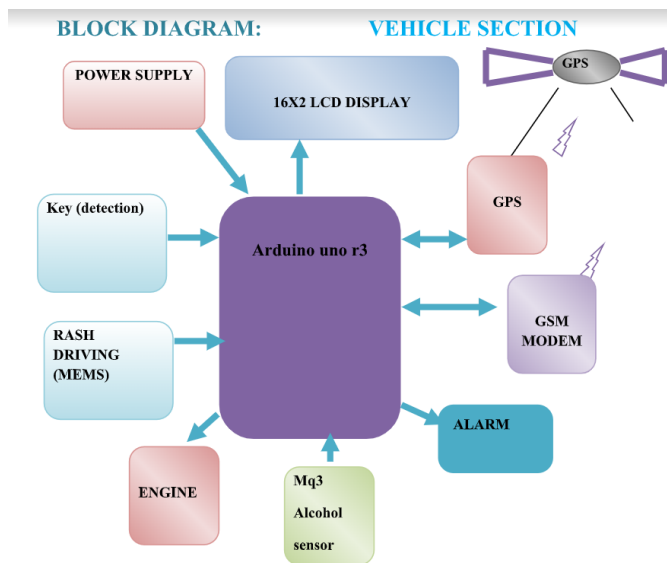 BLOCK DIAGRAM: VEHICLE SECTION
GPS
POWER SUPPLY
16X2 LCD DISPLAY
GPS
Key (detection)
Arduino uno r3
GSM
MODEM
RASH
DRIVING
(MEMS)
ALARM
ENGINE
Mq3
Alcohol
sensor